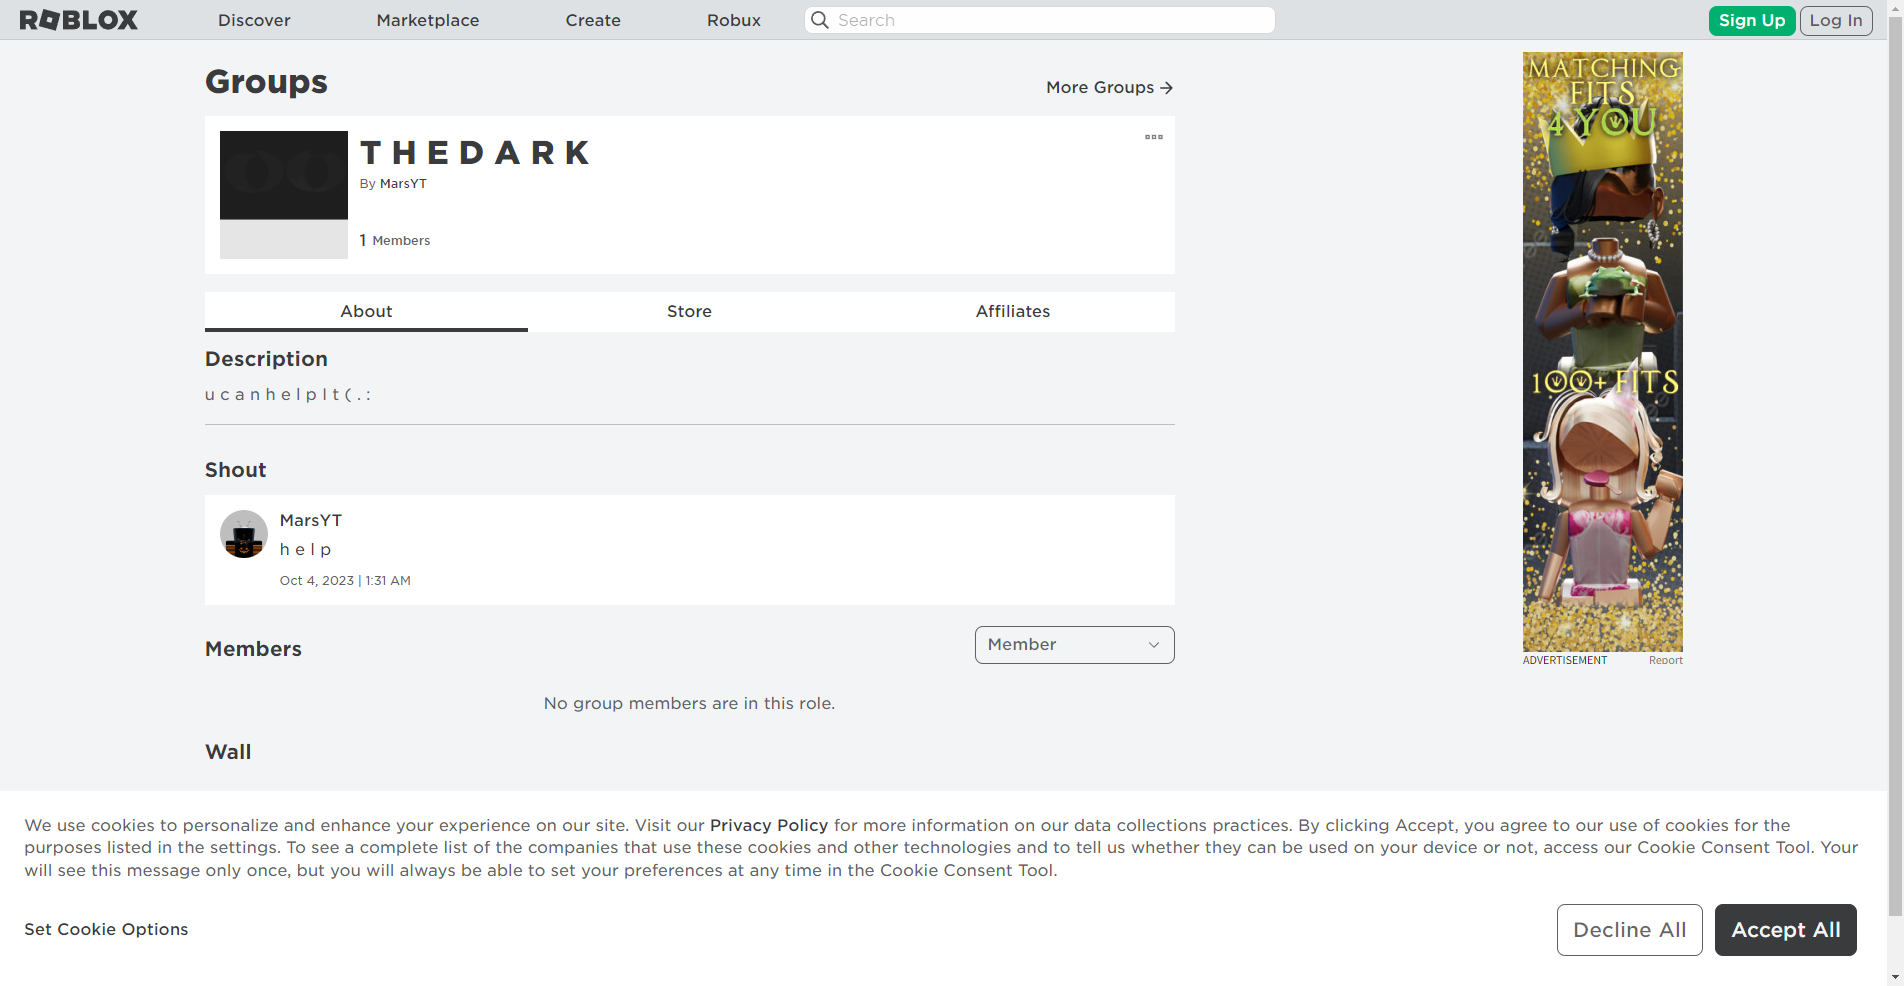 ROBLOX
Discover
Marketplace
Create
Robux
Search
Sign Up
Log In
Groups
More Groups
T H E D A R K
By MarsYT
1 Members
About
Store
Affiliates
Description
u c a n h e l p I t ( . :
Shout
MarsYT
h e l p
Oct 4, 2023 | 1:31 AM
Members
Member
No group members are in this role.
Wall
MATCHING
FITS
4 YOU
100+ FITS
ADVERTISEMENT
Report
We use cookies to personalize and enhance your experience on our site. Visit our Privacy Policy for more information on our data collections practices. By clicking Accept, you agree to our use of cookies for the
purposes listed in the settings. To see a complete list of the companies that use these cookies and other technologies and to tell us whether they can be used on your device or not, access our Cookie Consent Tool. Your
will see this message only once, but you will always be able to set your preferences at any time in the Cookie Consent Tool.
Set Cookie Options
Decline All
Accept All